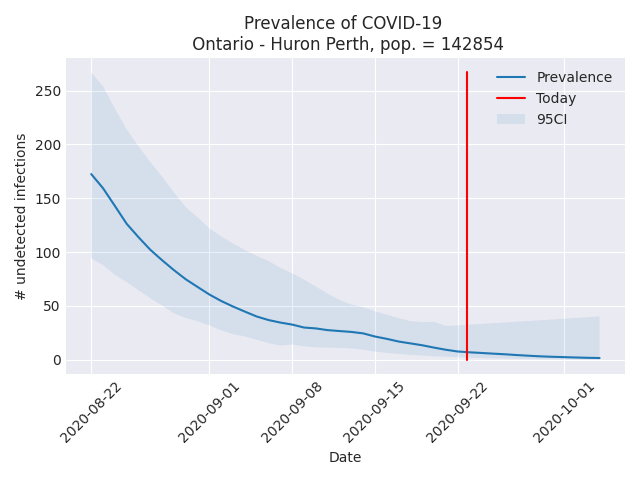 Prevalence of COVID-19
Ontario - Huron Perth, pop. = 142854
Prevalence
Today
95CI
# undetected infections
250
200
150
100
50
0
2020-08-22
2020-09-01
2020-09-08
2020-09-15
2020-09-22
2020-10-01
Date